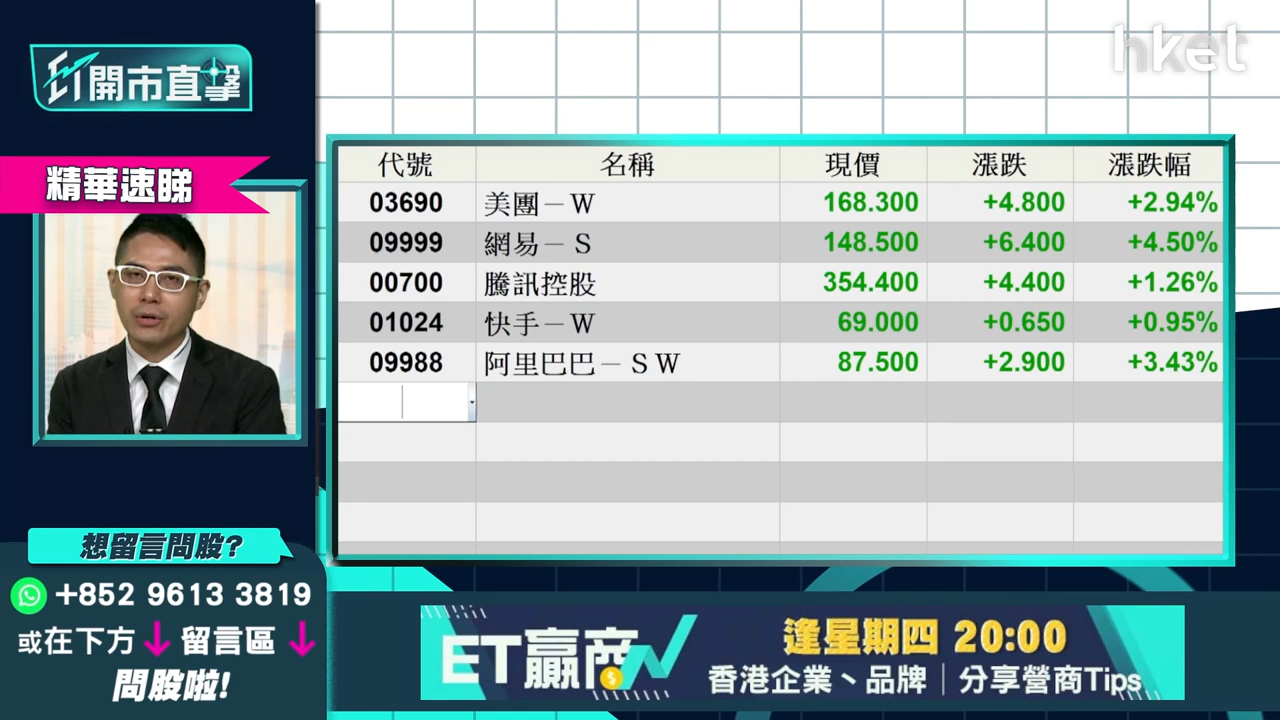 hket
ET開市直擊
精華速睇
代號 名稱 現價 漲跌 漲跌幅
03690 美團－W 168.300 +4.800 +2.94%
09999 網易－S 148.500 +6.400 +4.50%
00700 騰訊控股 354.400 +4.400 +1.26%
01024 快手－W 69.000 +0.650 +0.95%
09988 阿里巴巴－SW 87.500 +2.900 +3.43%
想留言問股?
+852 9613 3819
或在下方↓留言區↓
問股啦!
ET贏商
逢星期四 20:00
香港企業、品牌｜分享營商Tips